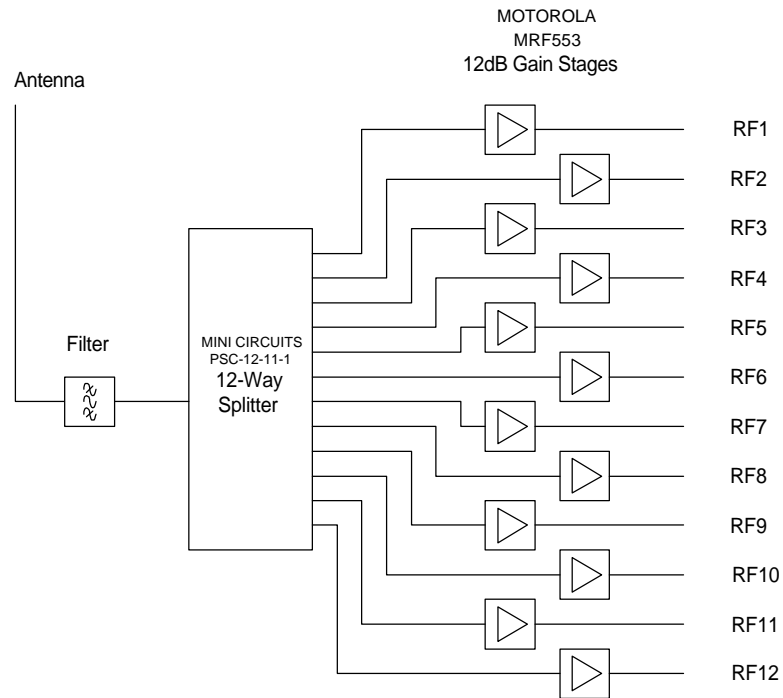 MOTOROLA
MRF553
12dB Gain Stages
Antenna
RF1
RF2
RF3
RF4
RF5
RF6
RF7
RF8
RF9
RF10
RF11
RF12
Filter
MINI CIRCUITS
PSC-12-11-1
12-Way
Splitter